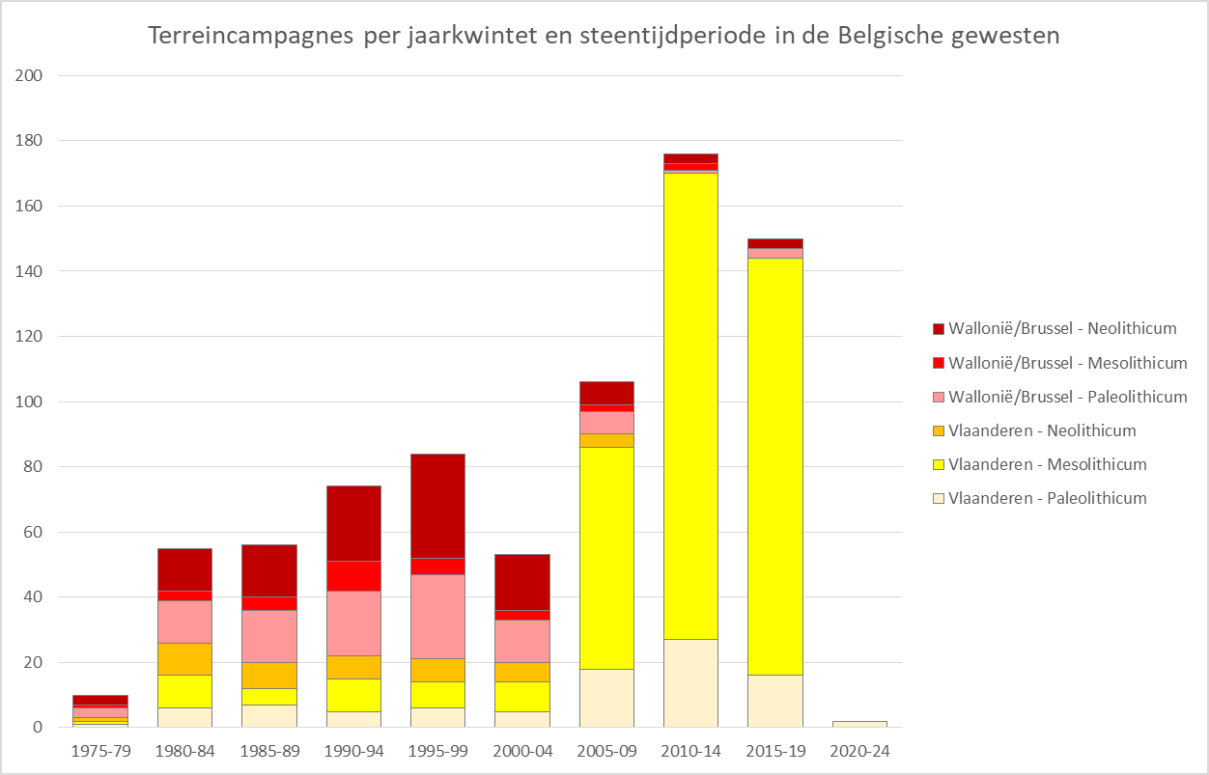 Terreincampagnes per jaarkwintet en steentijdperiode in de Belgische gewesten
200
180
160
140
120
100
80
60
40
20
0
1975-79 1980-84 1985-89 1990-94 1995-99 2000-04 2005-09 2010-14 2015-19 2020-24
Wallonië/Brussel - Neolithicum
Wallonië/Brussel - Mesolithicum
Wallonië/Brussel - Paleolithicum
Vlaanderen - Neolithicum
Vlaanderen - Mesolithicum
Vlaanderen - Paleolithicum